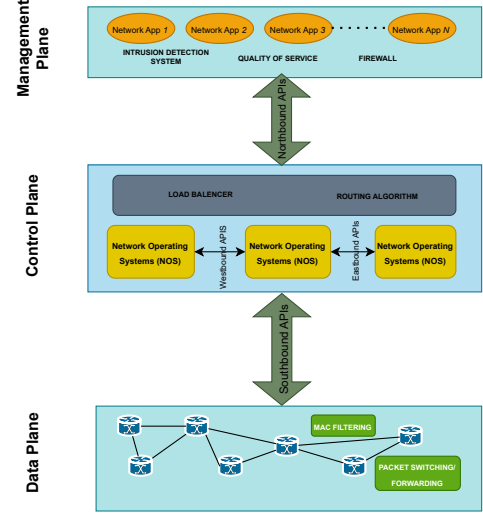 Management
Plane
Network App 1
Network App 2
Network App 3
Network App N
INTRUSION DETECTION
SYSTEM
QUALITY OF SERVICE
FIREWALL
Northbound APIs
Control Plane
LOAD BALENCER
ROUTING ALGORITHM
Network Operating
Systems (NOS)
Westbound APIS
Network Operating
Systems (NOS)
Eastbound APIs
Network Operating
Systems (NOS)
Southbound APIs
Data Plane
MAC FILTERING
PACKET SWITCHING/
FORWARDING